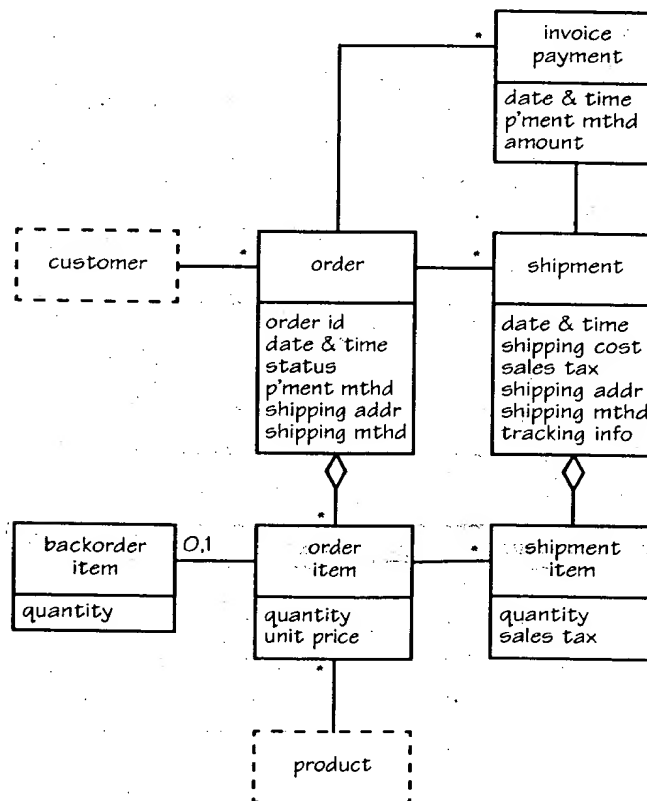 *
invoice
payment
date & time
p'ment mthd
amount
customer
*
order
*
shipment
order id
date & time
status
p'ment mthd
shipping addr
shipping mthd
date & time
shipping cost
sales tax
shipping addr
shipping mthd
tracking info
*
backorder
item
0,1
order
item
*
shipment
item
quantity
quantity
unit price
quantity
sales tax
*
product